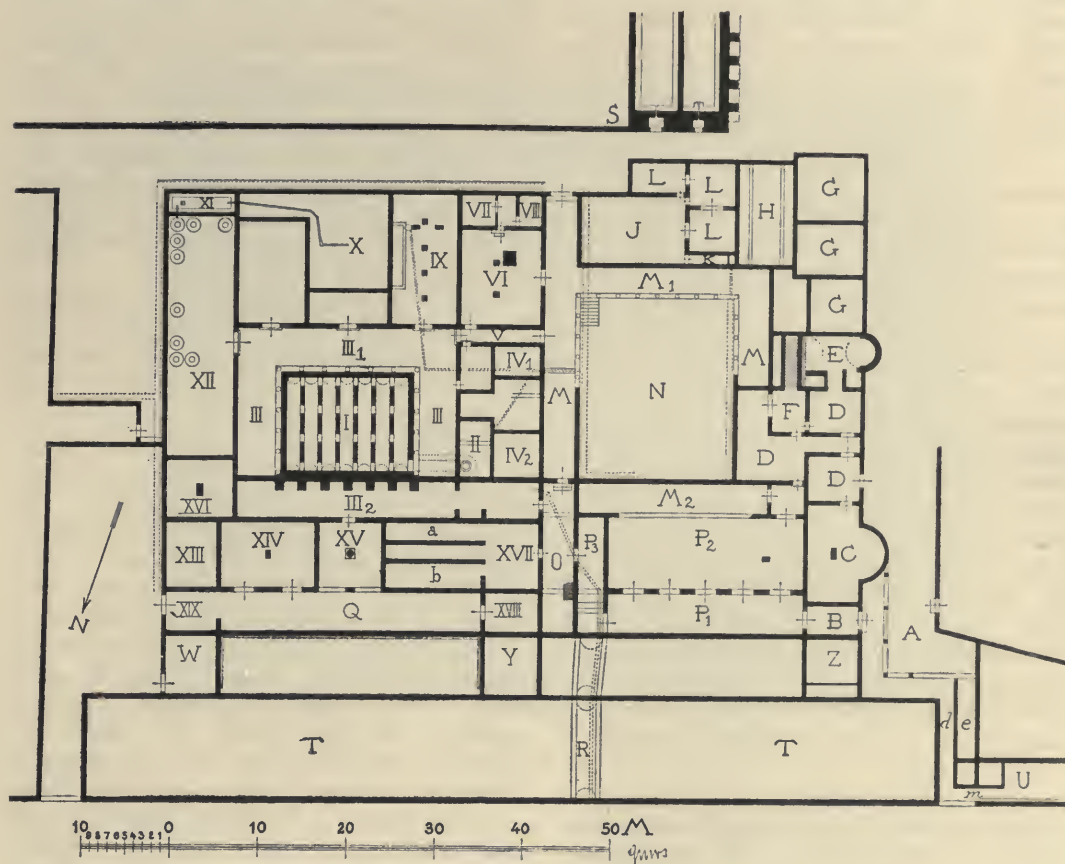 S
L
L
L
G
H
G
G
J
K
XI
X
VII
VIII
IX
VI
M₁
V
III₁
IV₁
E
XII
III
I
III
M
N
M
F
D
II
IV₂
D
D
III₂
M₂
XVI
XIII
XIV
XV
a
b
XVII
O
P₃
P₂
C
N
XIX
Q
XVIII
P₁
B
A
W
Y
Z
T
R
T
d
e
U
m
10 9 8 7 6 5 4 3 2 1 0 10 20 30 40 50 M